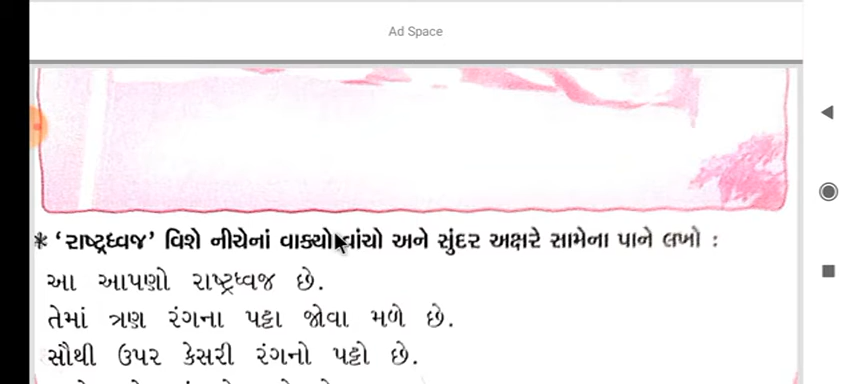 Ad Space
* ‘રાષ્ટ્રધ્વજ’ વિશે નીચેનાં વાક્યો વાંચો અને સુંદર અક્ષરે સામેના પાને લખો :
આ આપણો રાષ્ટ્રધ્વજ છે.
તેમાં ત્રણ રંગના પટ્ટા જોવા મળે છે.
સૌથી ઉપર કેસરી રંગનો પટ્ટો છે.